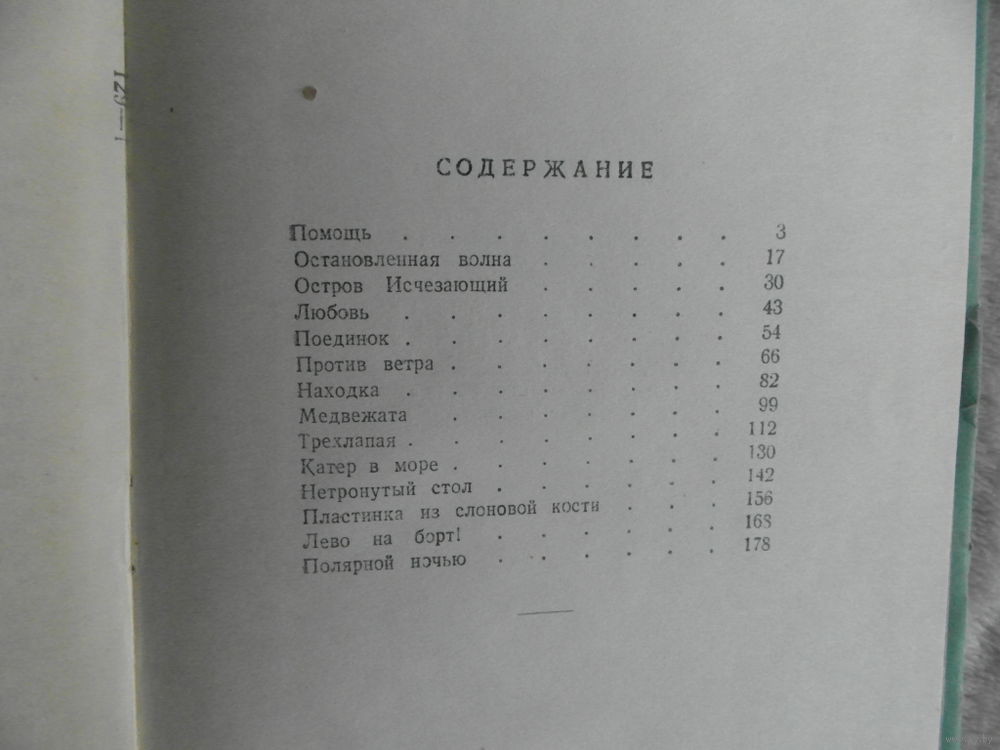 СОДЕРЖАНИЕ
Помощь . . . . . . . . 3
Остановленная волна . . . . . 17
Остров Исчезающий . . . . . 30
Любовь . . . . . . . . 43
Поединок . . . . . . . . 54
Против ветра . . . . . . . 66
Находка . . . . . . . . 82
Медвежата . . . . . . . 99
Трехлапая . . . . . . . . 112
Катер в море . . . . . . . 130
Нетронутый стол . . . . . . 142
Пластинка из слоновой кости . . . 156
Лево на борт! . . . . . . 168
Полярной ночью . . . . . . 178
129—1